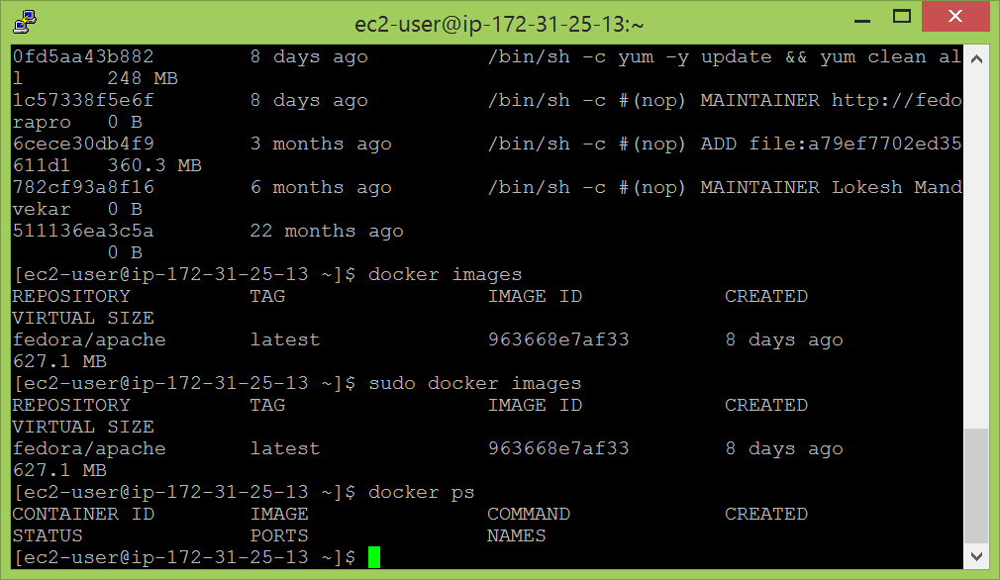 ec2-user@ip-172-31-25-13:~
0fd5aa43b882        8 days ago          /bin/sh -c yum -y update && yum clean al
l       248 MB
1c57338f5e6f        8 days ago          /bin/sh -c #(nop) MAINTAINER http://fedo
rapro   0 B
6cece30db4f9        3 months ago        /bin/sh -c #(nop) ADD file:a79ef7702ed35
611d1   360.3 MB
782cf93a8f16        6 months ago        /bin/sh -c #(nop) MAINTAINER Lokesh Mand
vekar   0 B
511136ea3c5a        22 months ago
        0 B
[ec2-user@ip-172-31-25-13 ~]$ docker images
REPOSITORY          TAG                 IMAGE ID            CREATED
VIRTUAL SIZE
fedora/apache       latest              963668e7af33        8 days ago
627.1 MB
[ec2-user@ip-172-31-25-13 ~]$ sudo docker images
REPOSITORY          TAG                 IMAGE ID            CREATED
VIRTUAL SIZE
fedora/apache       latest              963668e7af33        8 days ago
627.1 MB
[ec2-user@ip-172-31-25-13 ~]$ docker ps
CONTAINER ID        IMAGE               COMMAND             CREATED
STATUS              PORTS               NAMES
[ec2-user@ip-172-31-25-13 ~]$